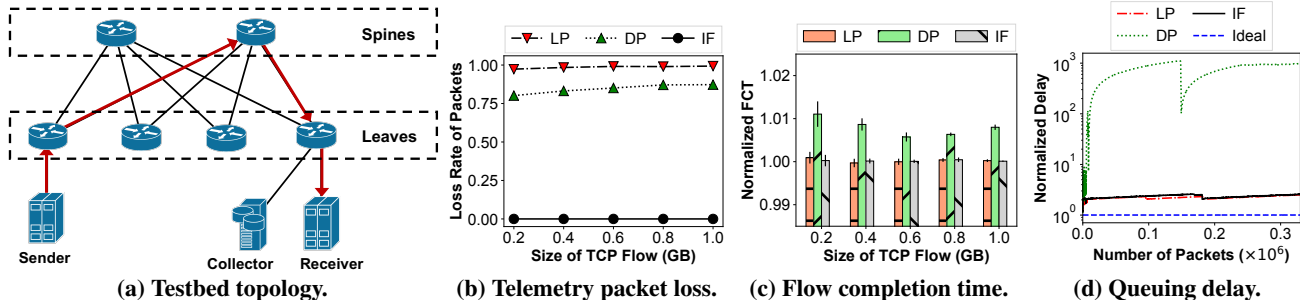 Spines
Leaves
Sender
Collector
Receiver
(a) Testbed topology.
LP DP IF
Loss Rate of Packets
1.00
0.75
0.50
0.25
0.00
0.2 0.4 0.6 0.8 1.0
Size of TCP Flow (GB)
(b) Telemetry packet loss.
LP DP IF
Normalized FCT
1.02
1.01
1.00
0.99
0.2 0.4 0.6 0.8 1.0
Size of TCP Flow (GB)
(c) Flow completion time.
LP IF
DP Ideal
Normalized Delay
10³
10²
10¹
10⁰
0.0 0.1 0.2 0.3
Number of Packets (×10⁶)
(d) Queuing delay.